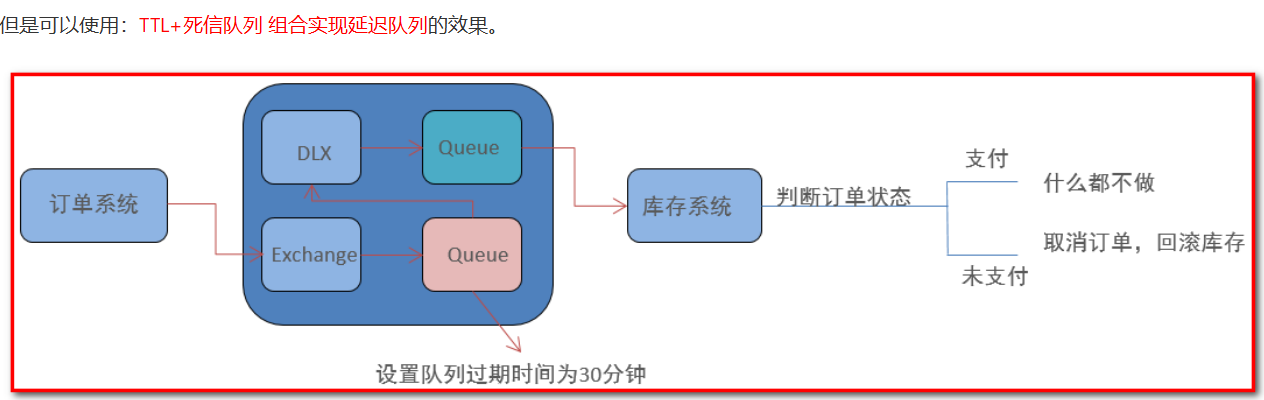 但是可以使用：TTL+死信队列 组合实现延迟队列的效果。
DLX
Queue
支付
什么都不做
订单系统
库存系统
判断订单状态
Exchange
Queue
取消订单，回滚库存
未支付
设置队列过期时间为30分钟